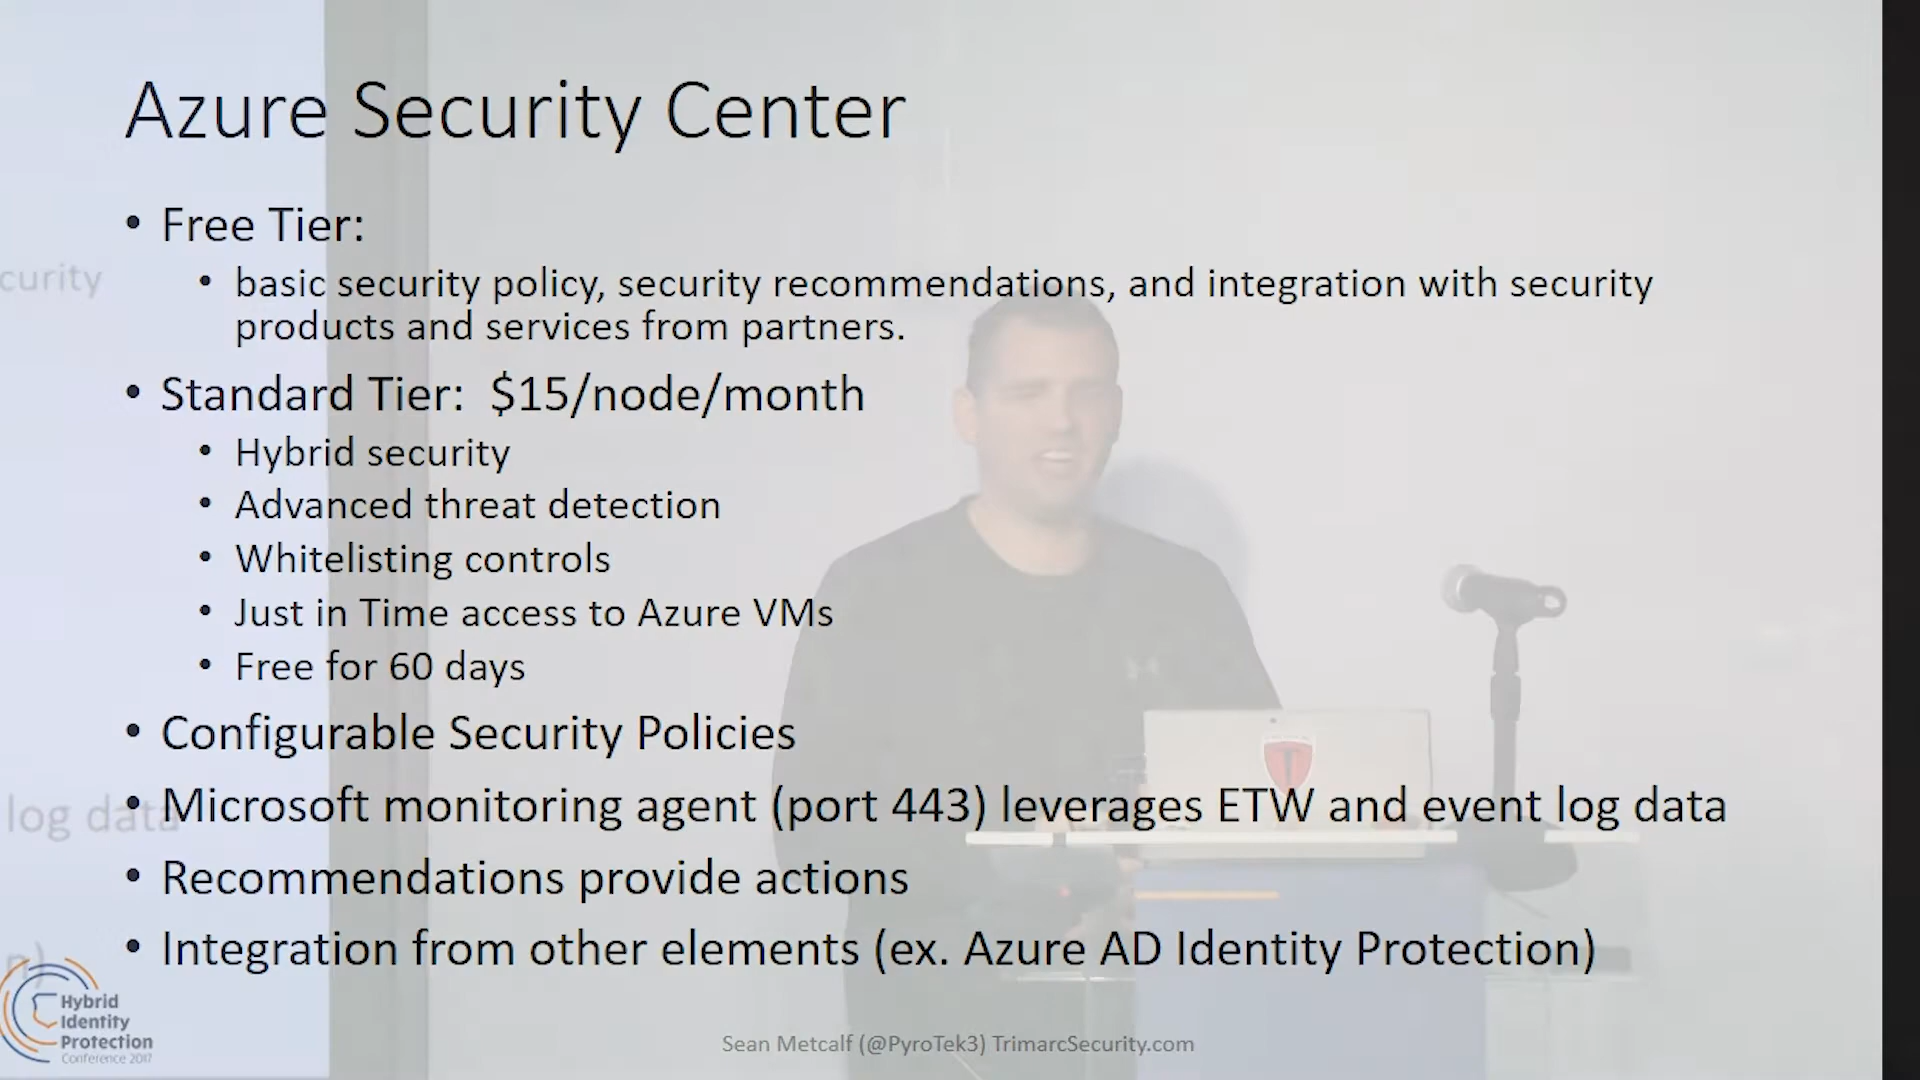 Azure Security Center
• Free Tier:
• basic security policy, security recommendations, and integration with security
products and services from partners.
• Standard Tier: $15/node/month
• Hybrid security
• Advanced threat detection
• Whitelisting controls
• Just in Time access to Azure VMs
• Free for 60 days
• Configurable Security Policies
• Microsoft monitoring agent (port 443) leverages ETW and event log data
• Recommendations provide actions
• Integration from other elements (ex. Azure AD Identity Protection)
curity
log data
n)
Hybrid
Identity
Protection
Conference 2017
Sean Metcalf (@PyroTek3) TrimarcSecurity.com